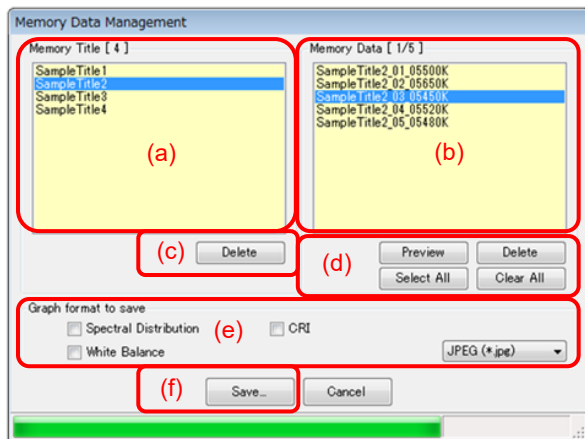 Memory Data Management
Memory Title [ 4 ]
SampleTitle1
SampleTitle2
SampleTitle3
SampleTitle4
(a)
Memory Data [ 1/5 ]
SampleTitle2_01_05500K
SampleTitle2_02_05650K
SampleTitle2_03_05450K
SampleTitle2_04_05520K
SampleTitle2_05_05480K
(b)
(c) Delete
(d) Preview Delete
Select All Clear All
Graph format to save
Spectral Distribution (e) CRI
White Balance JPEG (*.jpg)
(f) Save... Cancel